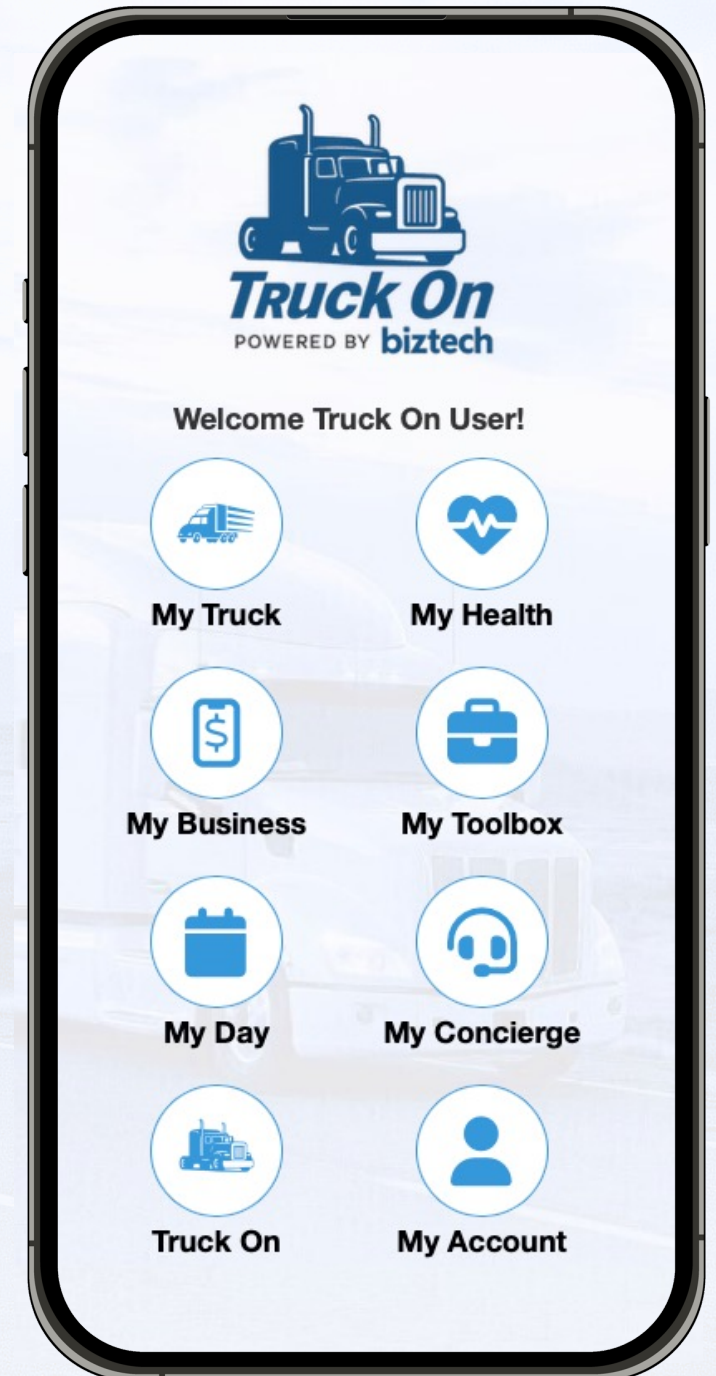 Truck On
POWERED BY biztech
Welcome Truck On User!
My Truck
My Health
$
My Business
My Toolbox
My Day
My Concierge
Truck On
My Account